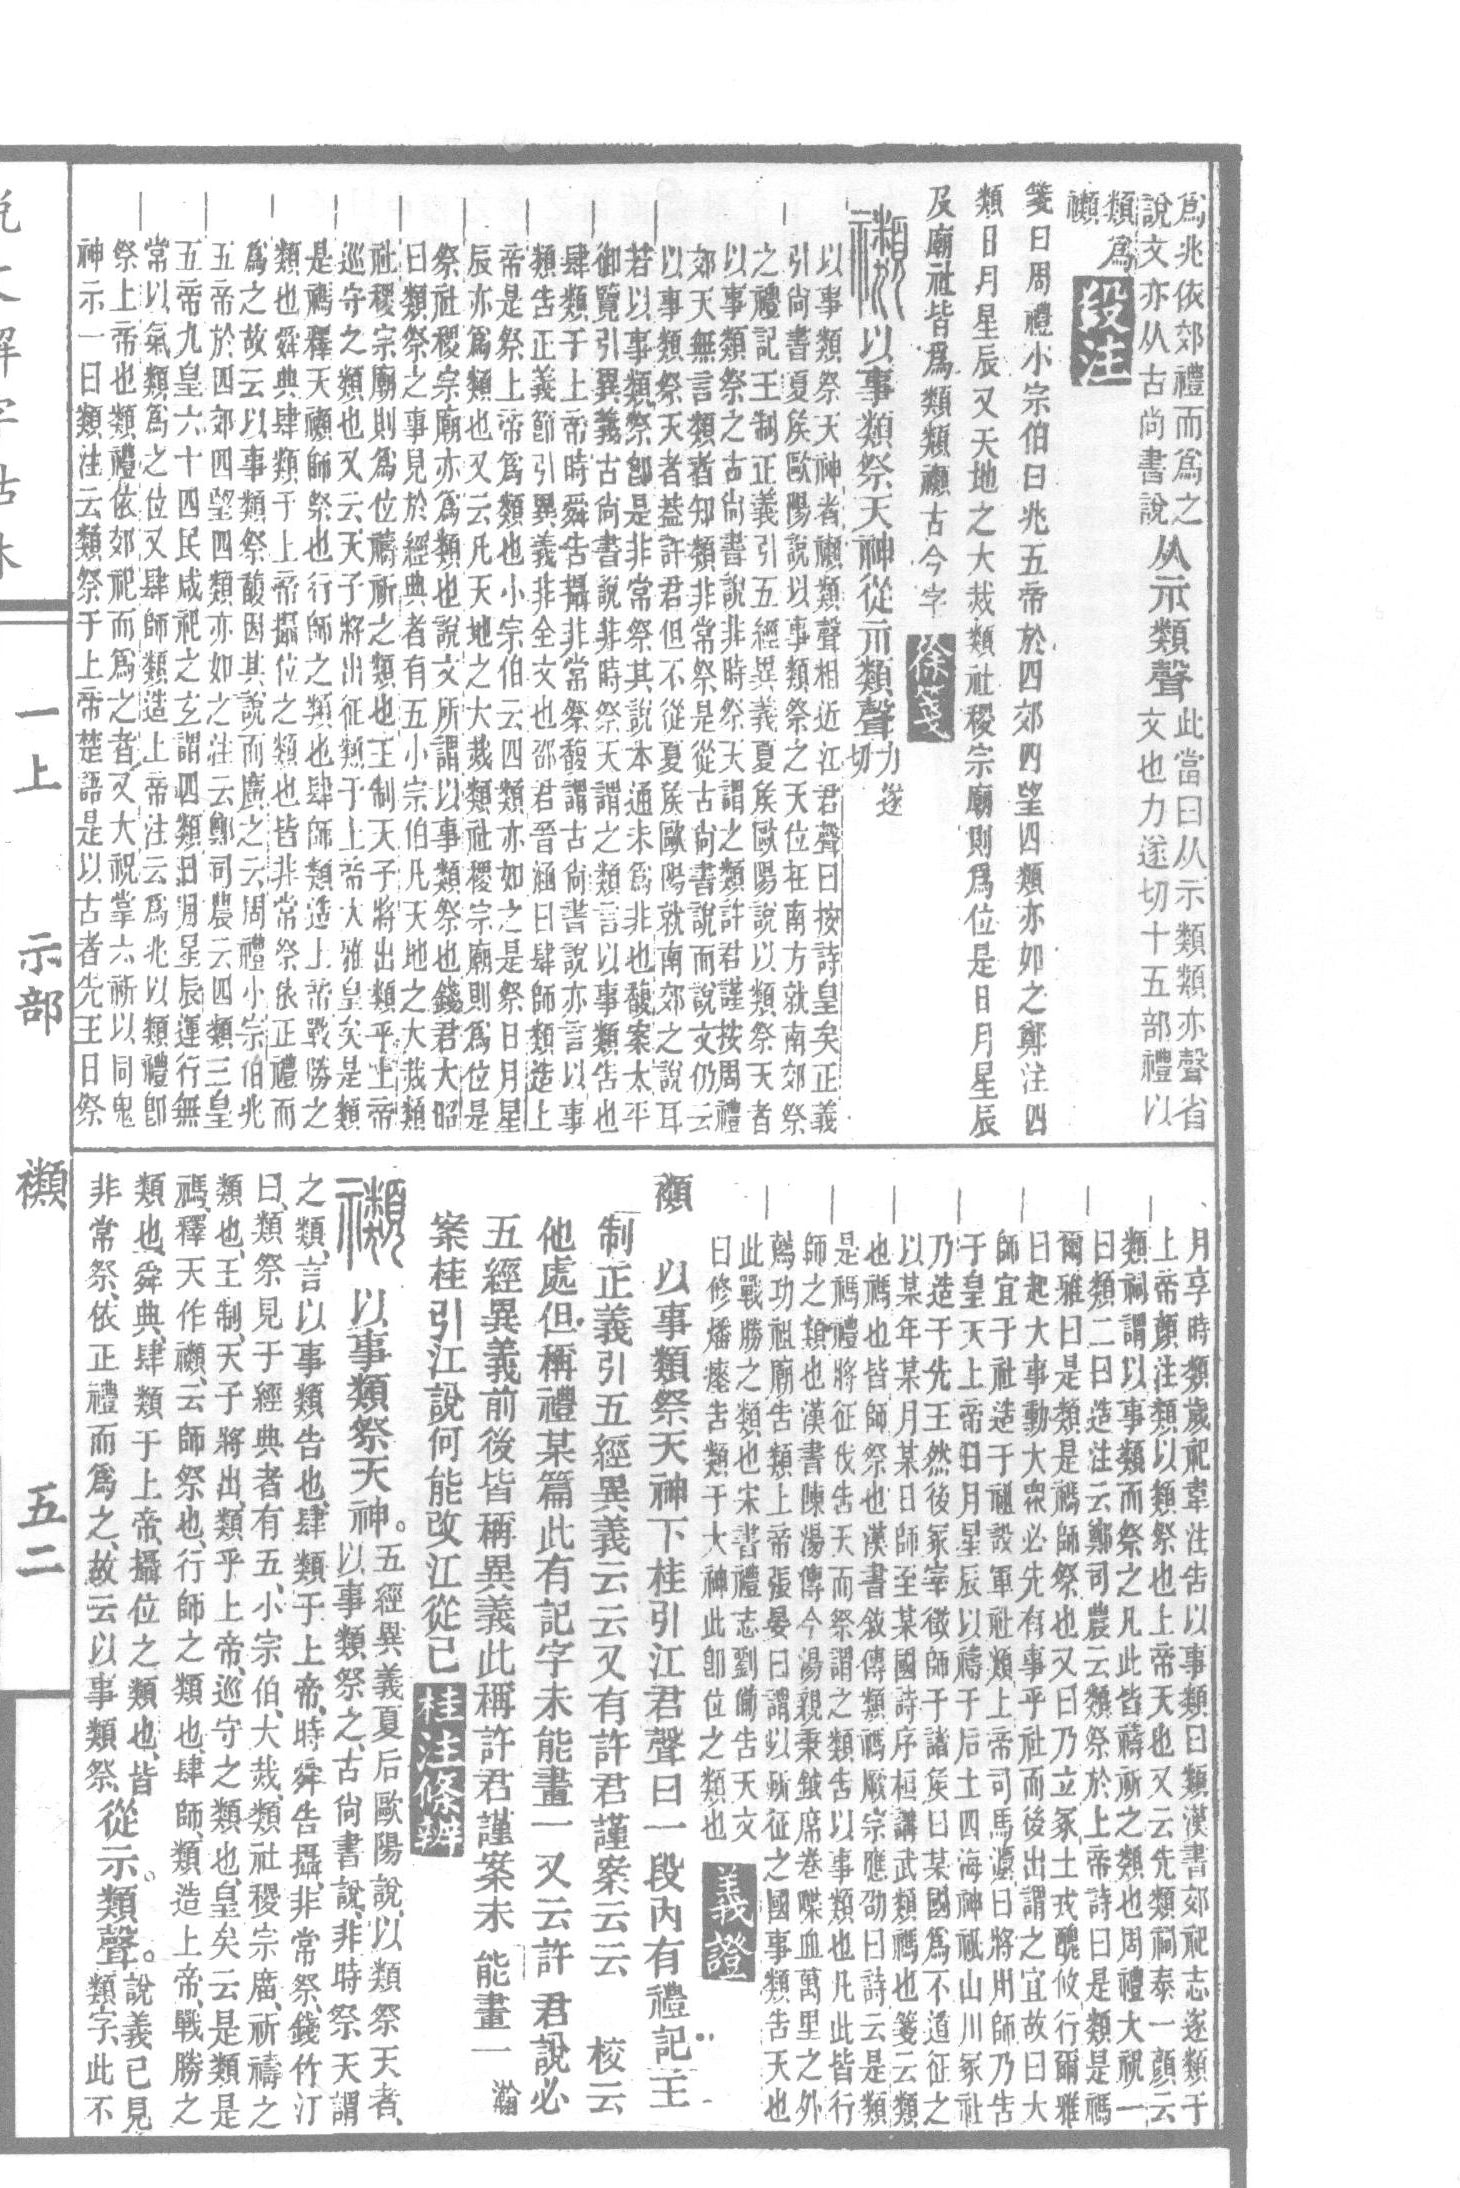 爲兆依郊禮而爲之
說文亦从古尚書說
从示類聲
此當曰从示類類亦聲省
文也力遂切十五部禮以
類爲
禷
段注
箋曰周禮小宗伯曰兆五帝於四郊四望四類亦如之鄭注四
類日月星辰又天地之大烖類社稷宗廟則爲位是日月星辰
及廟社皆爲類類禷古今字
徐箋
禷
以事類祭天神從示類聲
力遂
切
以事類祭天神者禷類聲相近江君聲曰按詩皇矣正義
引尚書夏侯歐陽說以事類祭之天位在南方就南郊祭
之禮記王制正義引五經異義夏侯歐陽說以類祭天者
以事類祭之古尚書說非時祭天謂之類許君謹按周禮
郊天無言類者知類非常祭是從古尚書說而說文仍云
以事類祭天者蓋許君但不從夏侯歐陽就南郊之說耳
若以事類祭卽是非常祭其說本通未爲非也馥案太平
御覽引異義古尚書說非時祭天謂之類言以事類告也
肆類于上帝時舜告攝非常祭馥謂古尚書說亦言以事
類告正義節引異義非全文也邵君晉涵曰肆師類造上
帝是祭上帝爲類也小宗伯云四類亦如之是祭日月星
辰亦爲類也又云凡天地之大烖類社稷宗廟則爲位是
祭社稷宗廟亦爲類也說文所謂以事類祭也錢君大昭
曰類祭之事見於經典者有五小宗伯凡天地之大烖類
社稷宗廟則爲位禱祈之類也王制天子將出類乎上帝
巡守之類也又云天子將出征類于上帝大雅皇矣是類
是禡釋天禷師祭也行師之類也肆師類造上帝戰勝之
類也舜典肆類于上帝攝位之類也皆非常祭依正禮而
爲之故云以事類祭馥因其說而廣之云周禮小宗伯兆
五帝於四郊四望四類亦如之注云鄭司農云四類三皇
五帝九皇六十四民咸祀之玄謂四類日月星辰運行無
常以氣類爲之位又肆師類造上帝注云爲兆以類禮卽
祭上帝也類禮依郊祀而爲之者又大祝掌六祈以同鬼
神示一曰類注云類祭于上帝楚語是以古者先王日祭
月享時類歲祀韋注告以事類曰類漢書郊祀志遂類于
上帝顏注類以類祭也上帝天也又云先類祠泰一顏云
類祠謂以事類而祭之凡此皆禱祈之類也周禮大祝一
曰類二曰造注云鄭司農云類祭於上帝詩曰是類是禡
爾雅曰是類是禡師祭也又曰乃立冢土戎醜攸行爾雅
曰起大事動大衆必先有事乎社而後出謂之宜故曰大
師宜于社造于祖設軍社類上帝司馬灋曰將用師乃告
于皇天上帝日月星辰以禱于后土四海神祇山川冢社
乃造于先王然後冢宰徵師于諸侯曰某國爲不道征之
以某年某月某日師至某國詩序桓講武類禡也箋云類
也禡也皆師祭也漢書敘傳類禡厥宗應劭曰詩云是類
是禡禮將征伐告天而祭謂之類告以事類也凡此皆行
師之類也漢書陳湯傳今湯親秉鉞席卷喋血萬里之外
薦功祖廟告類上帝張晏曰謂以所征之國事類告天也
此戰勝之類也宋書禮志劉備告天文
曰修燔瘞告類于大神此卽位之類也
義證
禷
以事類祭天神下桂引江君聲曰一段內有禮記王
制正義引五經異義云云又有許君謹案云云 校云
他處但稱禮某篇此有記字未能畫一又云許君說必
五經異義前後皆稱異義此稱許君謹案未 能畫一
案桂引江說何能改江從己
瀚
桂注條辨
禷
以事類祭天神。
五經異義夏后歐陽說以類祭天者、
以事類祭之、古尙書說、非時祭天謂
之類、言以事類告也、肆類于上帝、時舜告攝、非常祭、錢竹汀
曰、類祭見于經典者有五、小宗伯、大烖、類社稷宗廣、祈禱之
類也、王制、天子將出、類乎上帝、巡守之類也、皇矣云是類是
禡、釋天作禷、云師祭也、行師之類也、肆師、類造上帝、戰勝之
類也、舜典、肆類于上帝、攝位之類也、皆
非常祭、依正禮而爲之、故云以事類祭、
從示類聲。
說義已見
類字、此不
一上
示部
禷
五二